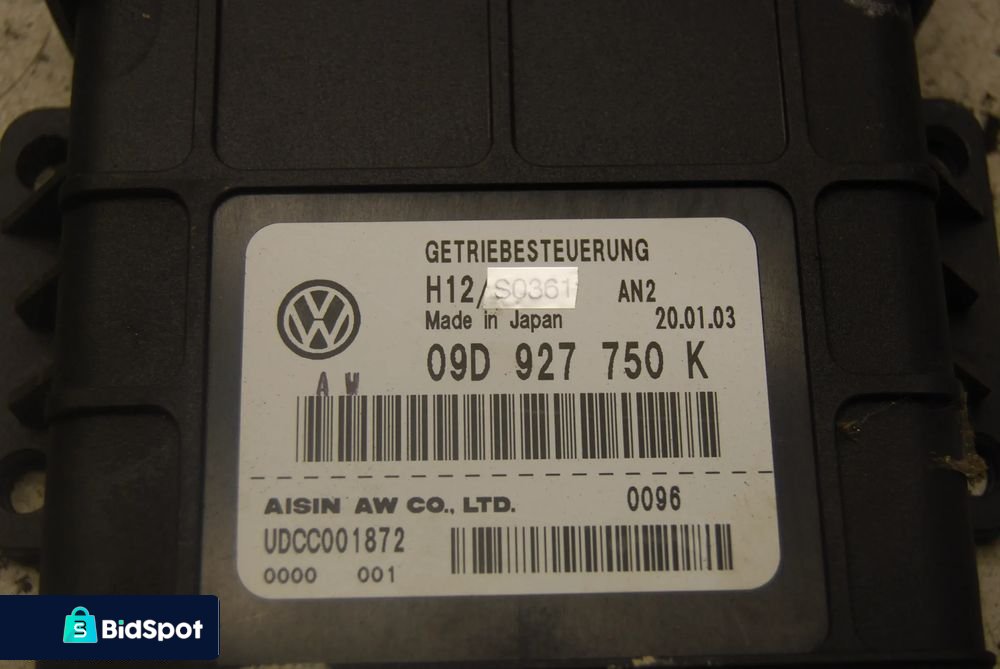 GETRIEBESTEUERUNG
H12/S0361 AN2
Made in Japan 20.01.03
09D 927 750 K
A W
AISIN AW CO., LTD. 0096
UDCC001872
0000 001
BidSpot